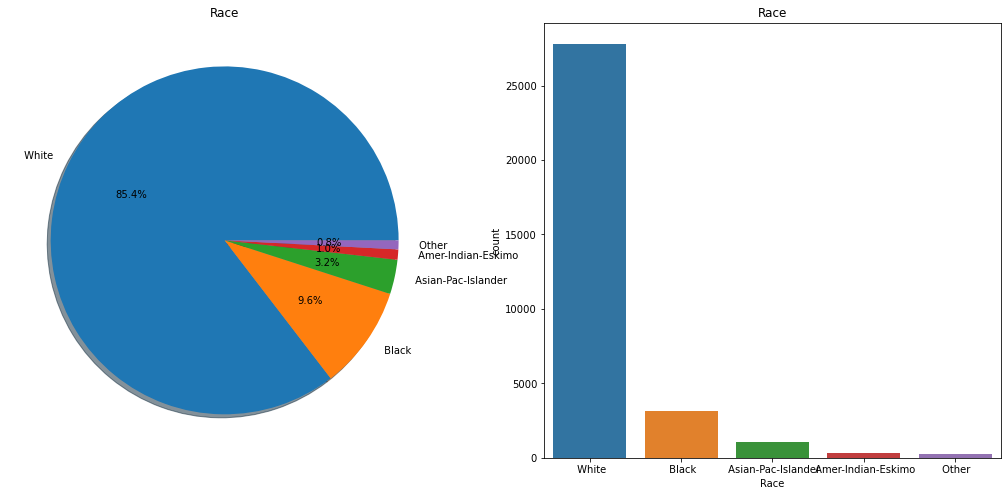 Race
White
85.4%
0.8%
1.0%
3.2%
9.6%
Other
Amer-Indian-Eskimo
Asian-Pac-Islander
Black
Race
count
25000
20000
15000
10000
5000
0
White
Black
Asian-Pac-Islander
Amer-Indian-Eskimo
Other
Race